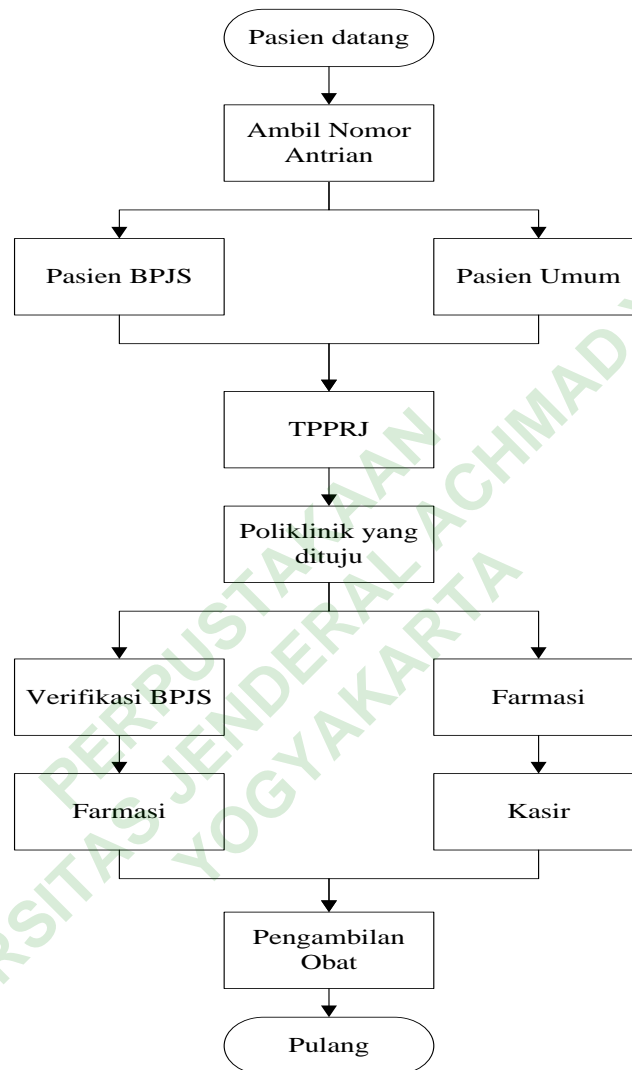 Pasien datang
Ambil Nomor
Antrian
Pasien BPJS
Pasien Umum
TPPRJ
Poliklinik yang
dituju
Verifikasi BPJS
Farmasi
Farmasi
Kasir
Pengambilan
Obat
Pulang
PERPUSTAKAAN
ERSITAS JENDERAL ACHMAD Y
YOGYAKARTA